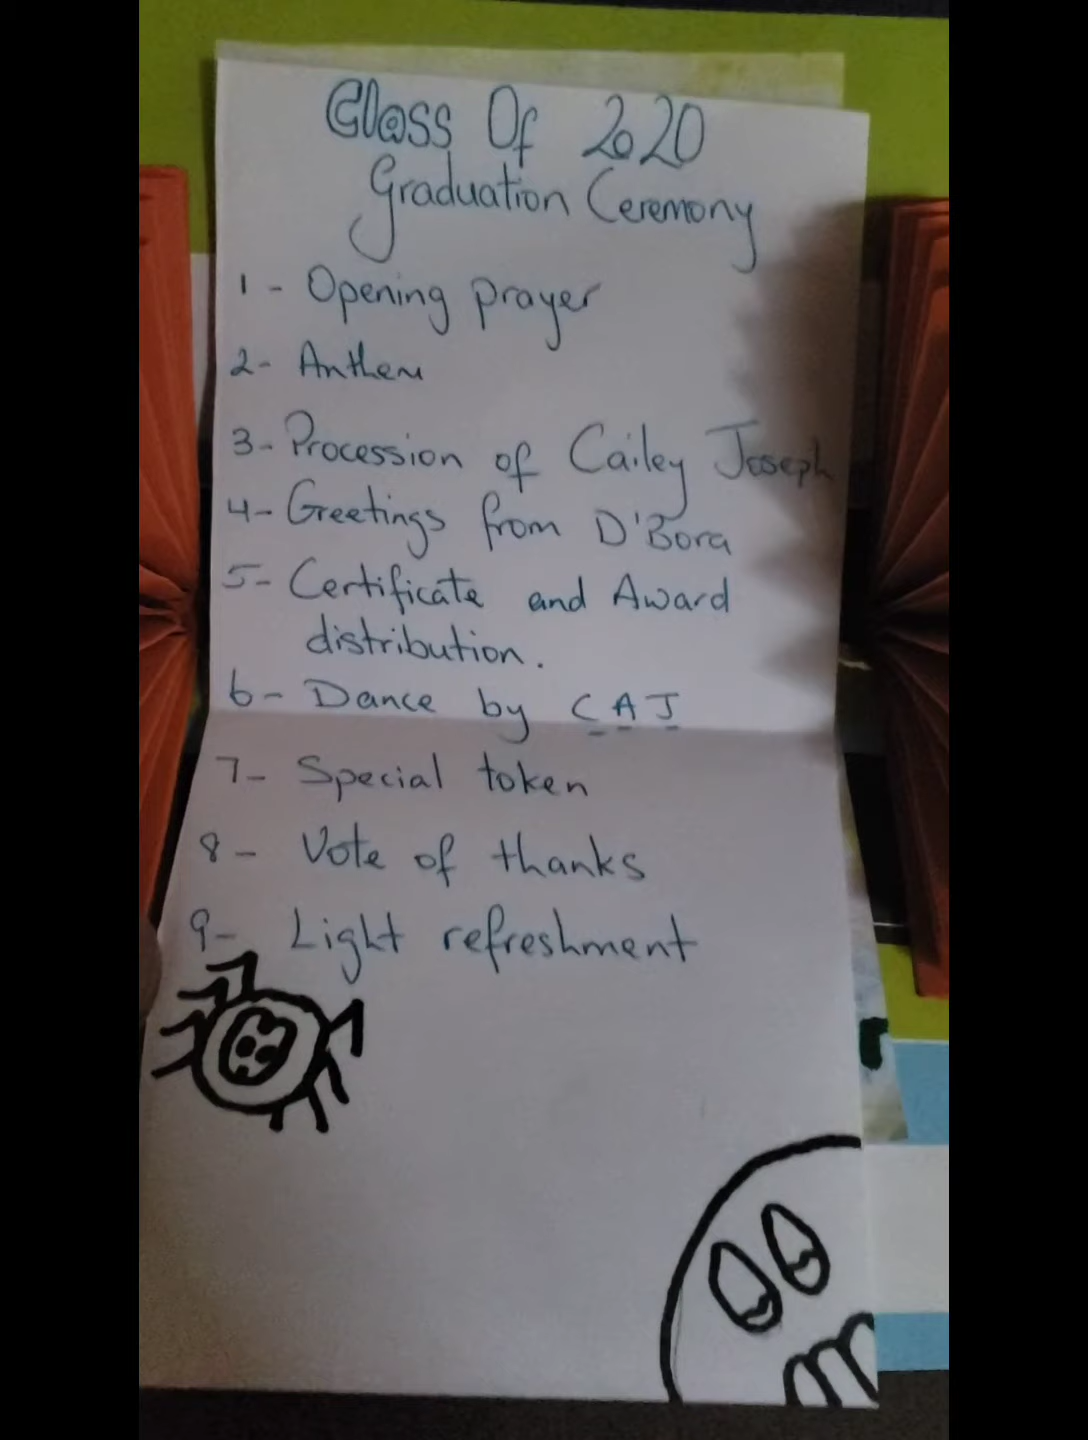 Class Of 2020
Graduation Ceremony
1 - Opening prayer
2- Anthem
3- Procession of Cailey Joseph
4- Greetings from D'Bora
5- Certificate and Award
distribution.
6- Dance by C A J
7- Special token
8- Vote of thanks
9- Light refreshment